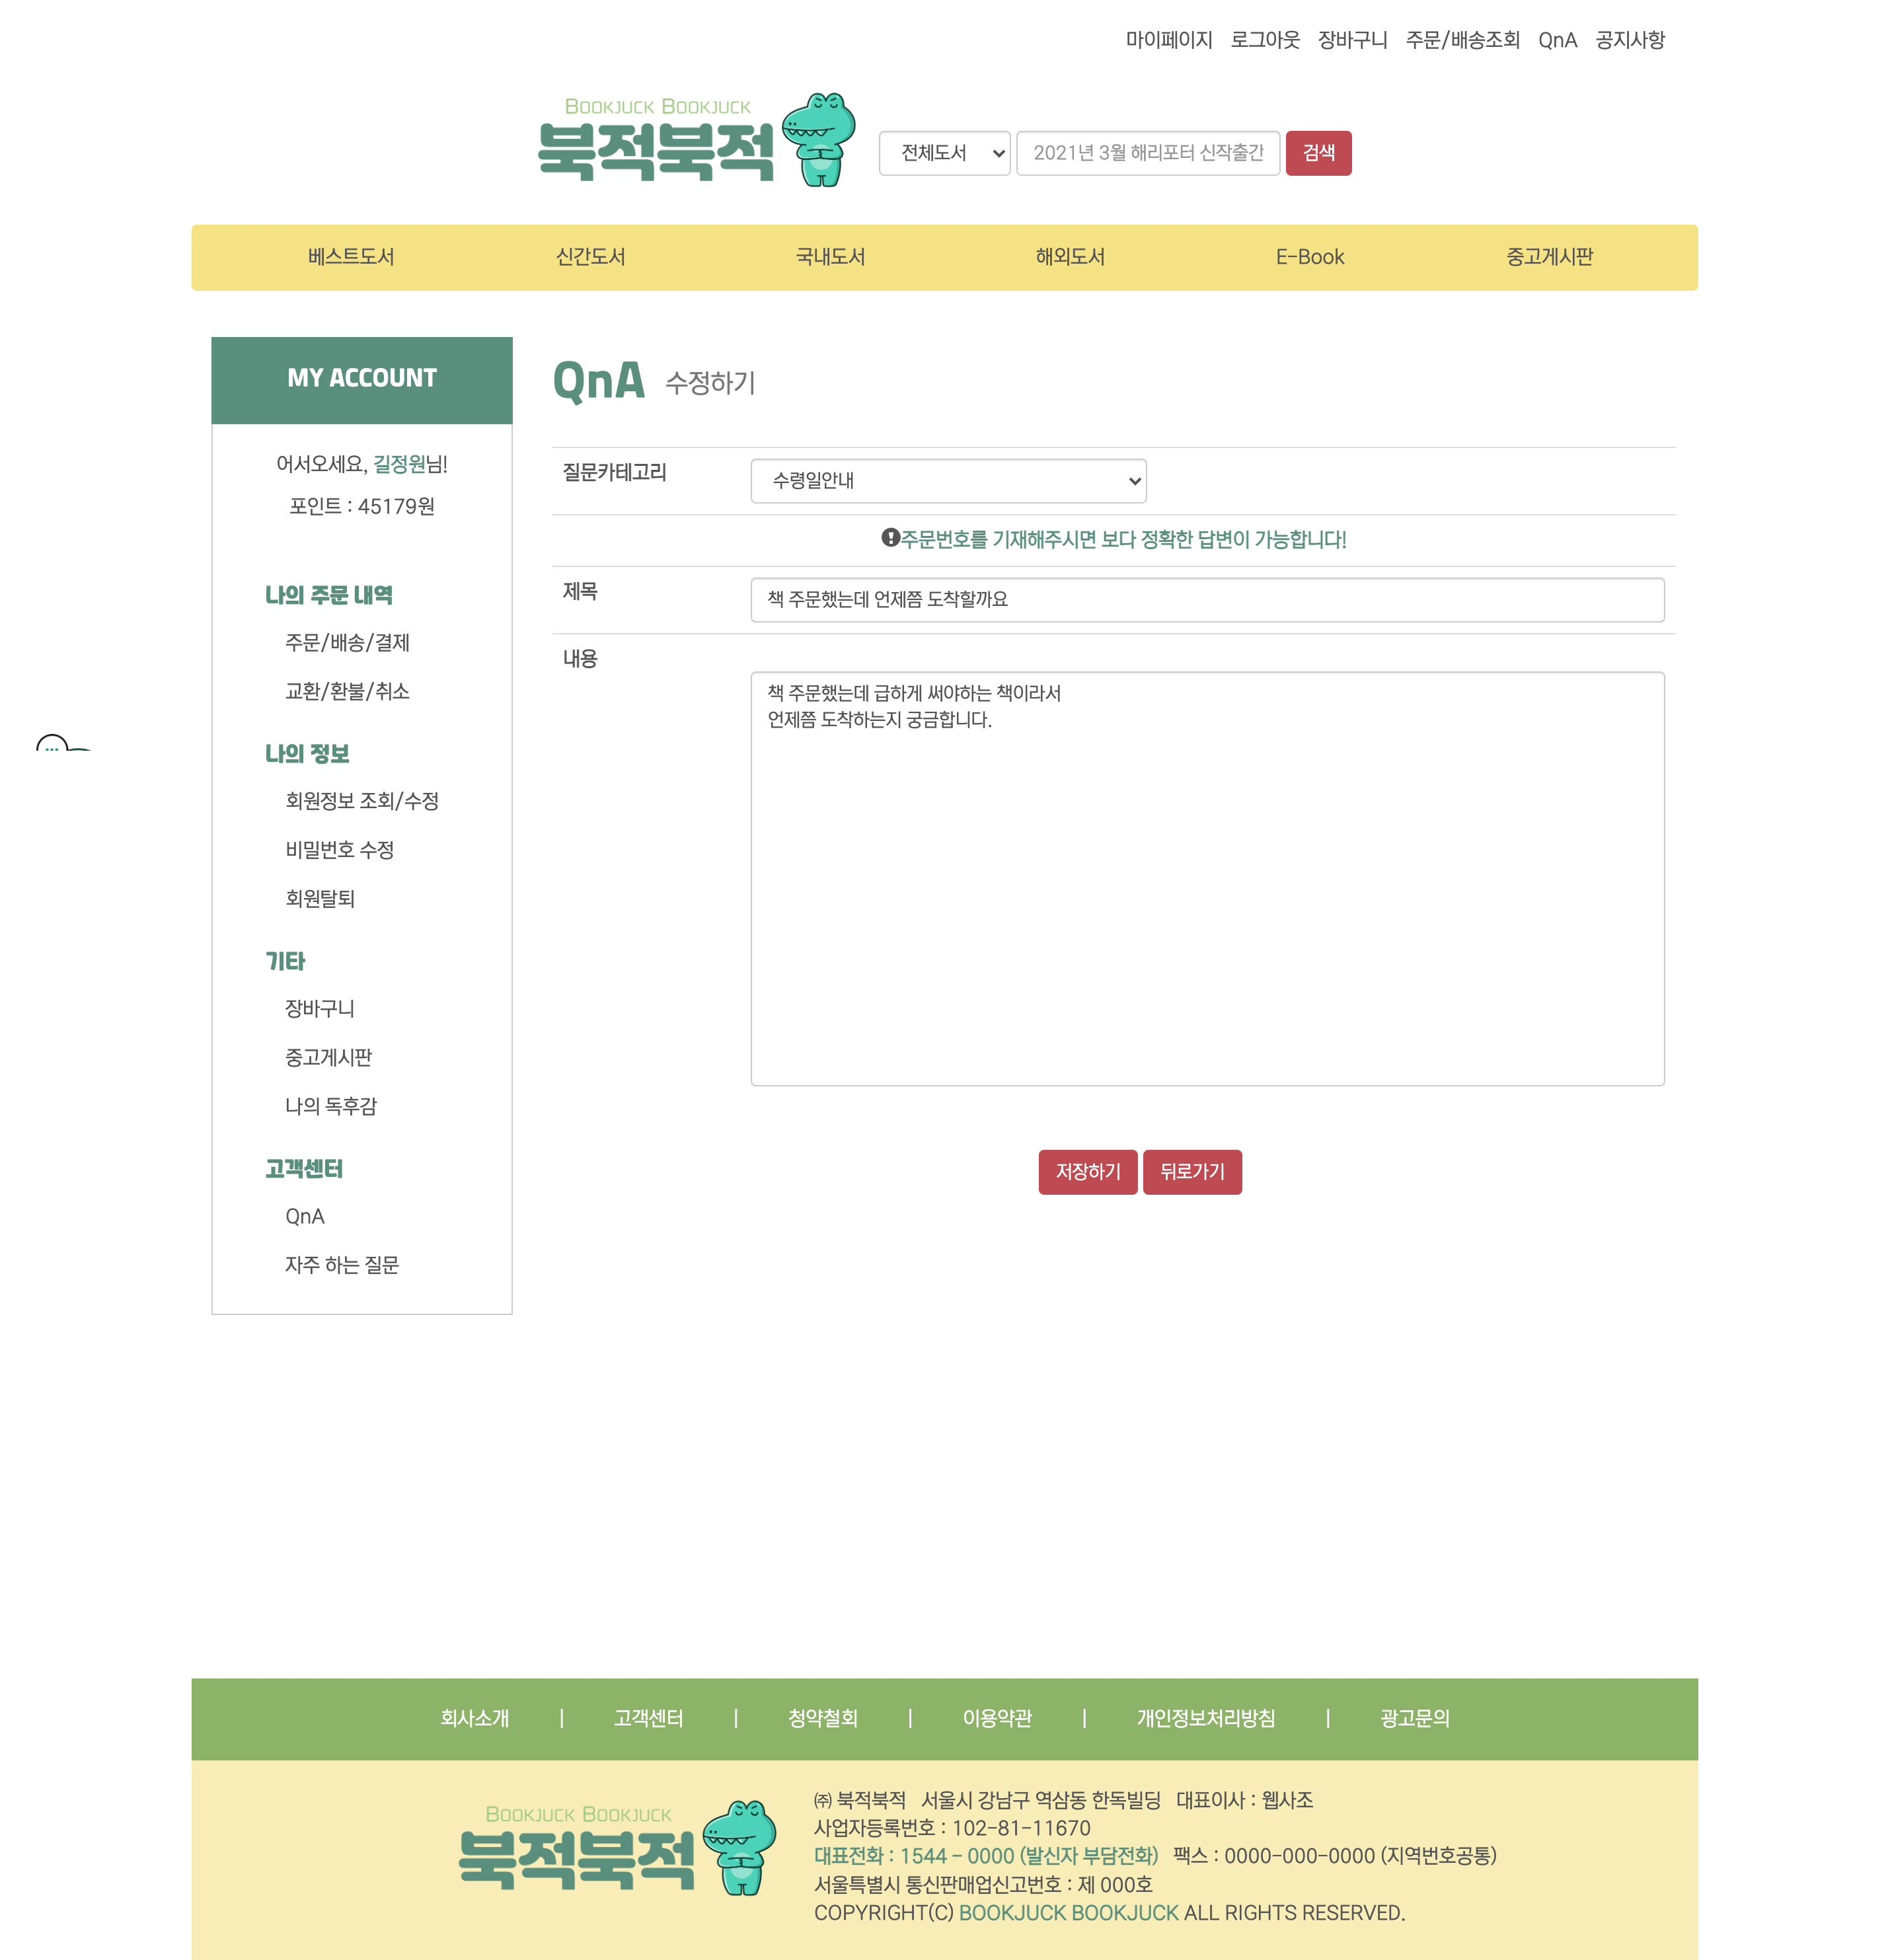 마이페이지 로그아웃 장바구니 주문/배송조회 QnA 공지사항
BOOKJUCK BOOKJUCK
북적북적
전체도서 2021년 3월 해리포터 신작출간 검색
베스트도서 신간도서 국내도서 해외도서 E-Book 중고게시판
MY ACCOUNT
어서오세요, 길정원님!
포인트 : 45179원
나의 주문 내역
주문/배송/결제
교환/환불/취소
나의 정보
회원정보 조회/수정
비밀번호 수정
회원탈퇴
기타
장바구니
중고게시판
나의 독후감
고객센터
QnA
자주 하는 질문
QnA 수정하기
질문카테고리 수령일안내
주문번호를 기재해주시면 보다 정확한 답변이 가능합니다!
제목 책 주문했는데 언제쯤 도착할까요
내용
책 주문했는데 급하게 써야하는 책이라서
언제쯤 도착하는지 궁금합니다.
저장하기 뒤로가기
회사소개 | 고객센터 | 청약철회 | 이용약관 | 개인정보처리방침 | 광고문의
BOOKJUCK BOOKJUCK
북적북적
㈜ 북적북적 서울시 강남구 역삼동 한독빌딩 대표이사 : 웹사조
사업자등록번호 : 102-81-11670
대표전화 : 1544 - 0000 (발신자 부담전화) 팩스 : 0000-000-0000 (지역번호공통)
서울특별시 통신판매업신고번호 : 제 000호
COPYRIGHT(C) BOOKJUCK BOOKJUCK ALL RIGHTS RESERVED.